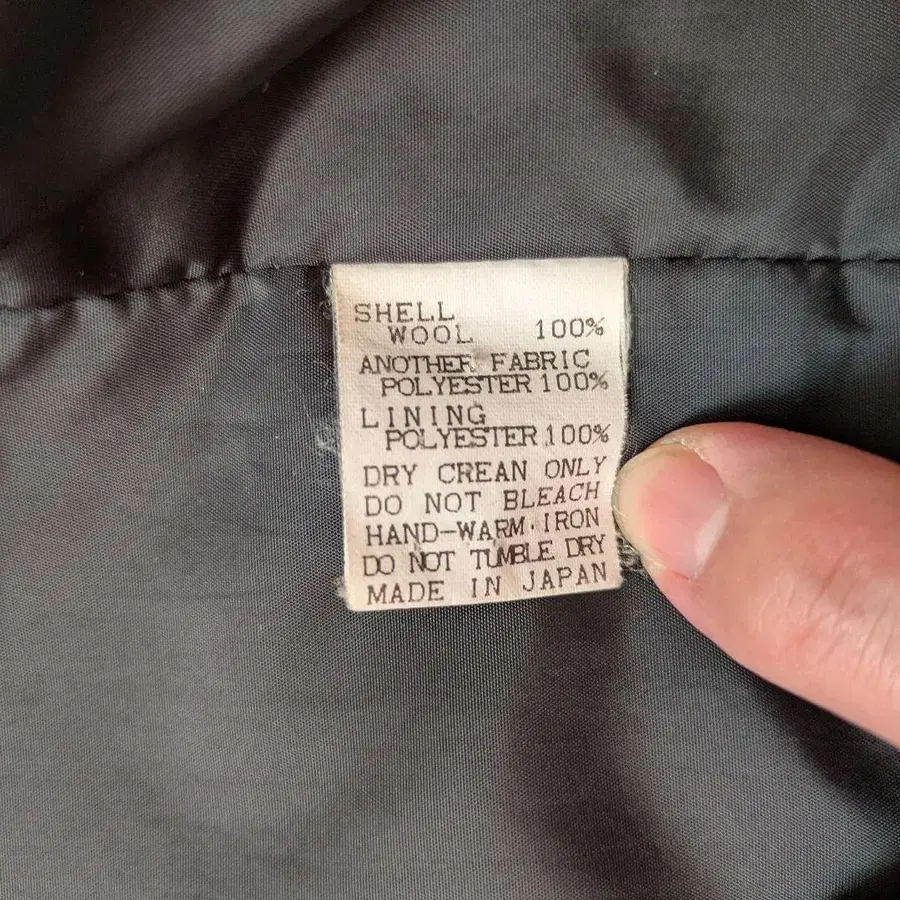 SHELL
WOOL 100%
ANOTHER FABRIC
POLYESTER 100%
LINING
POLYESTER 100%
DRY CREAN ONLY
DO NOT BLEACH
HAND-WARM IRON
DO NOT TUMBLE DRY
MADE IN JAPAN